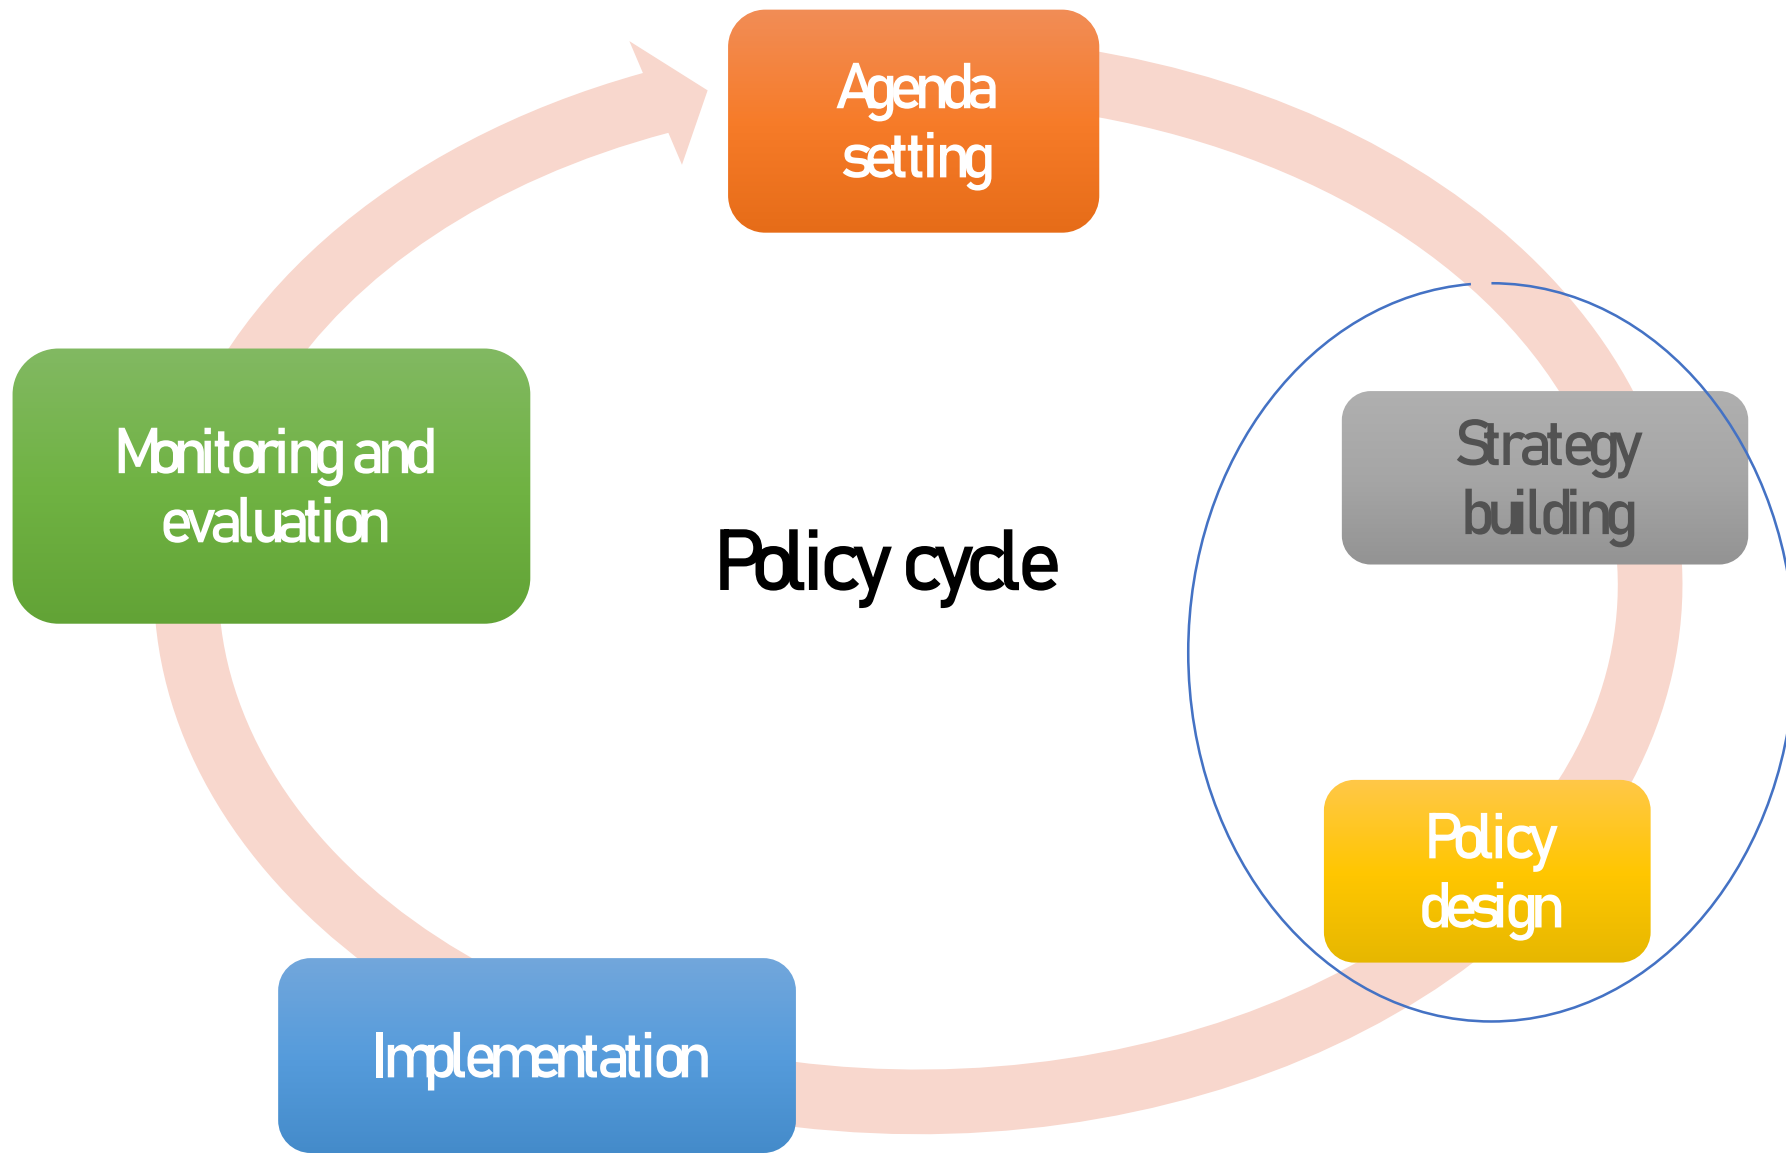 Agenda
setting
Strategy
building
Monitoring and
evaluation
Policy cycle
Policy
design
Implementation